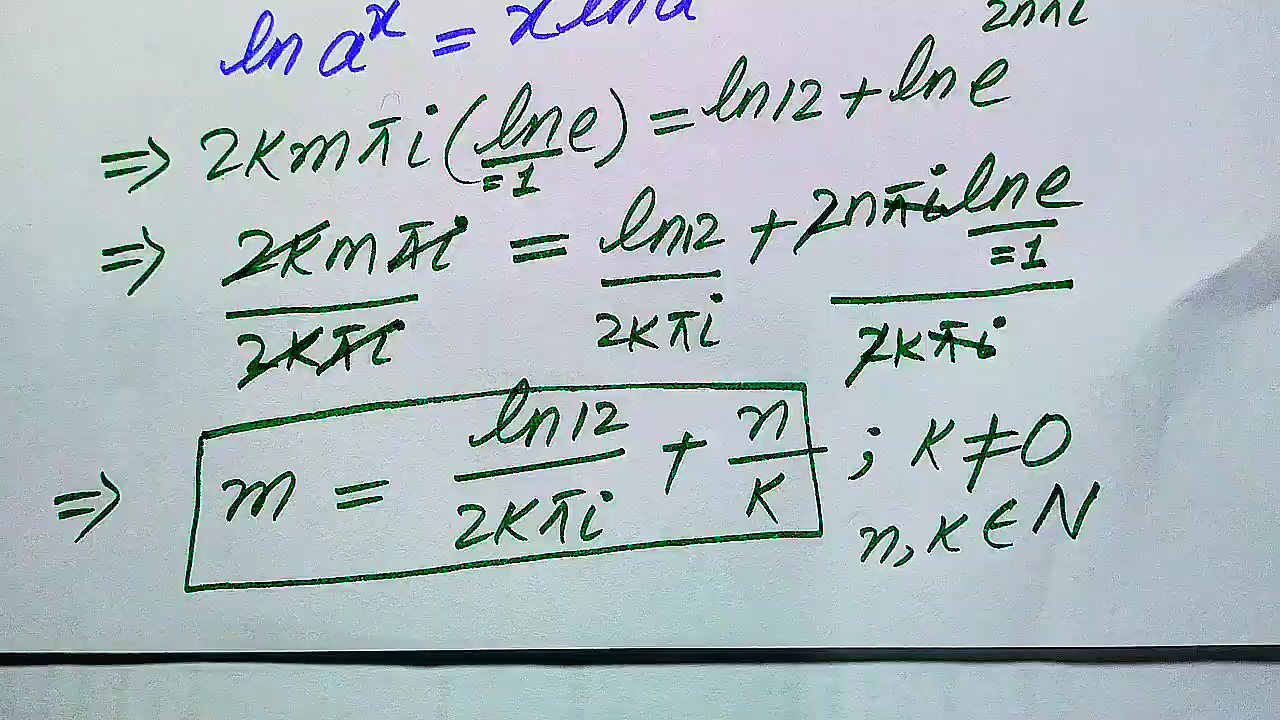 ln a^x = x ln a
⇒ 2kmπi (ln e) = ln12 + ln e^2nπi
=1
⇒ 2kmπi / 2kπi = ln12 / 2kπi + 2nπi ln e / 2kπi
=1
⇒ m = ln12 / 2kπi + n / k ; k ≠ 0
n, k ∈ N